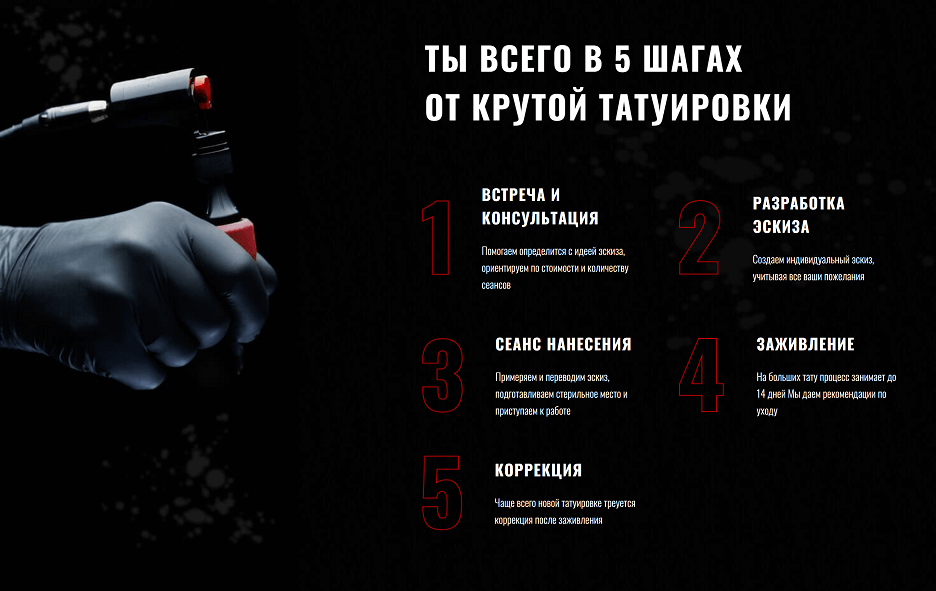 ТЫ ВСЕГО В 5 ШАГАХ
ОТ КРУТОЙ ТАТУИРОВКИ
1
ВСТРЕЧА И
КОНСУЛЬТАЦИЯ
Помогаем определится с идеей эскиза,
ориентируем по стоимости и количеству
сеансов
2
РАЗРАБОТКА
ЭСКИЗА
Создаем индивидуальный эскиз,
учитывая все ваши пожелания
3
СЕАНС НАНЕСЕНИЯ
Примеряем и переводим эскиз,
подготавливаем стерильное место и
приступаем к работе
4
ЗАЖИВЛЕНИЕ
На больших тату процесс занимает до
14 дней Мы даем рекомендации по
уходу
5
КОРРЕКЦИЯ
Чаще всего новой татуировке треуется
коррекция после заживления